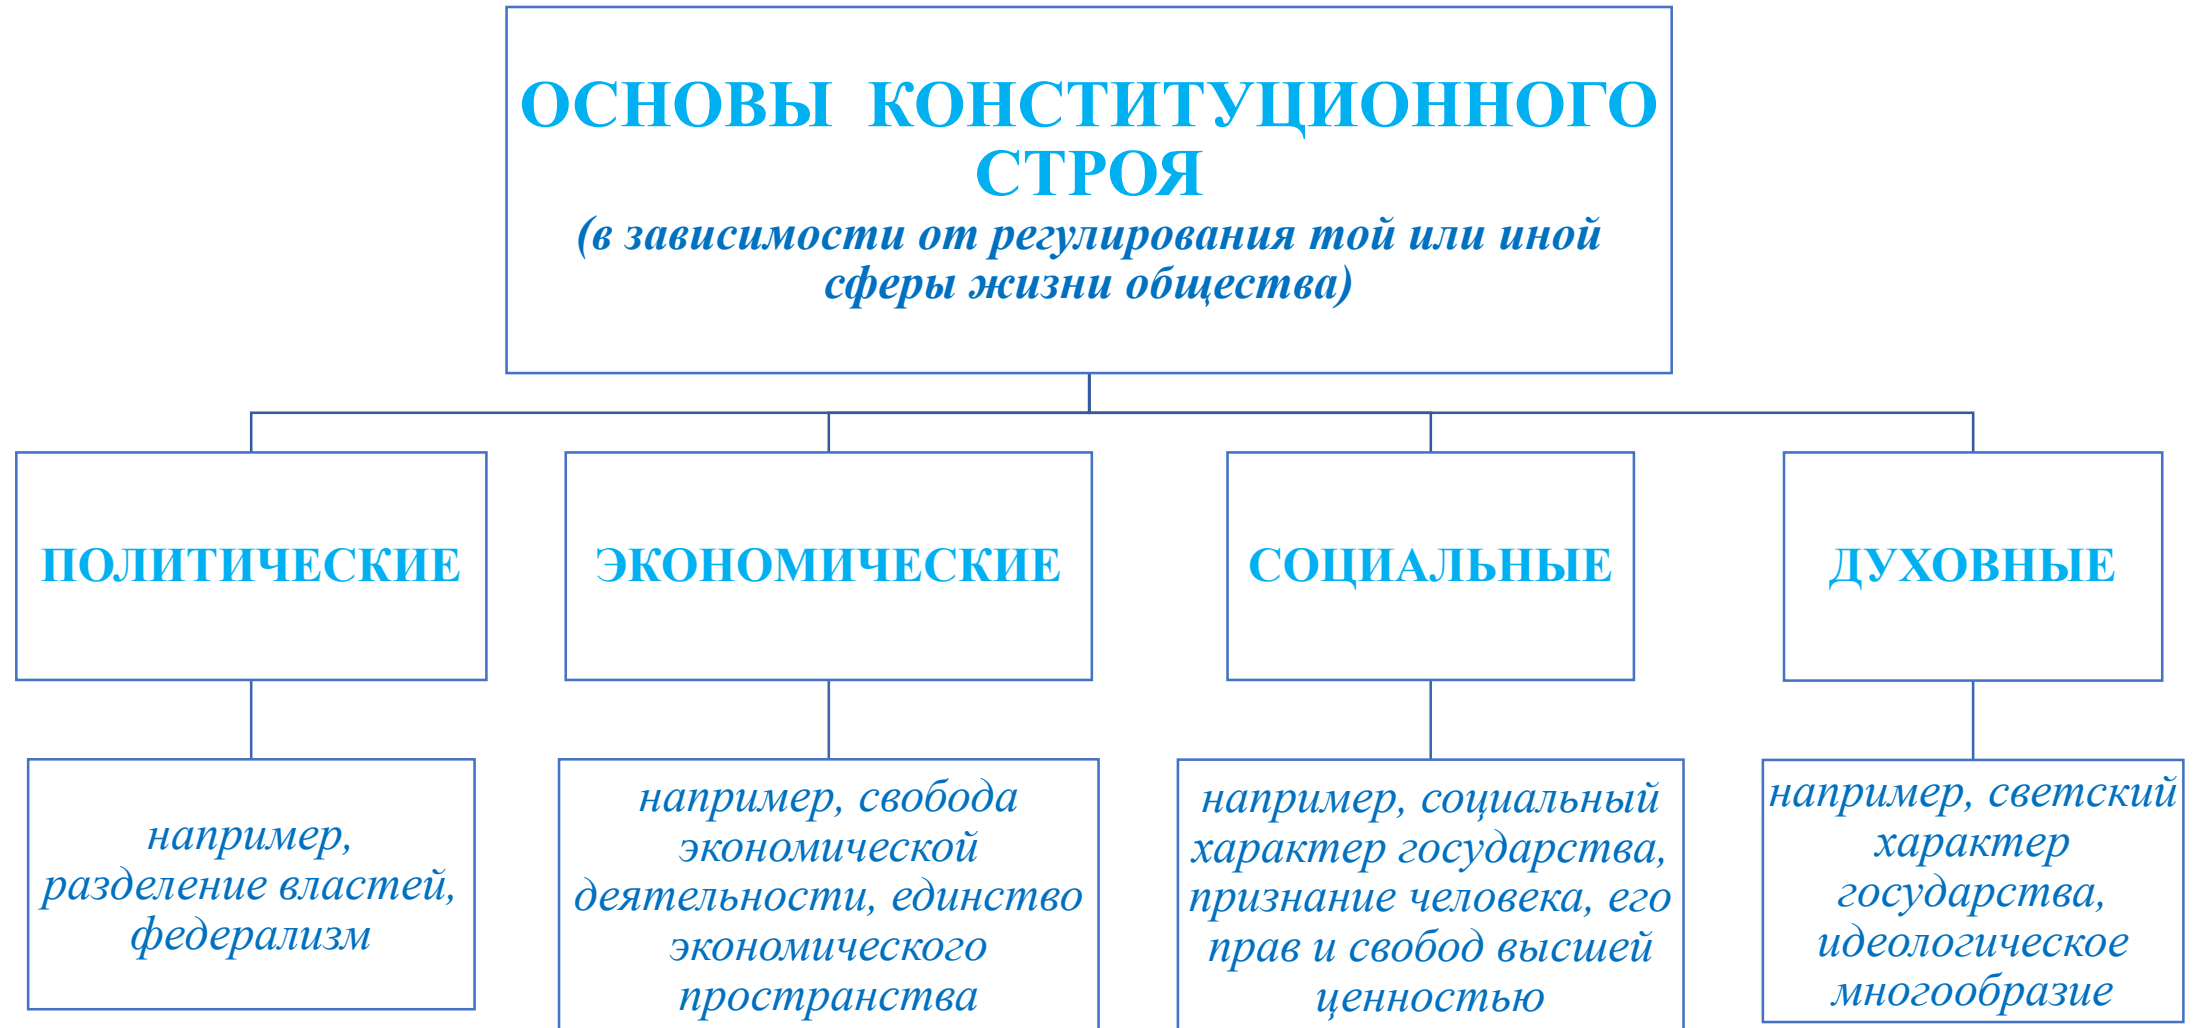 ОСНОВЫ КОНСТИТУЦИОННОГО
СТРОЯ
(в зависимости от регулирования той или иной
сферы жизни общества)
ПОЛИТИЧЕСКИЕ
ЭКОНОМИЧЕСКИЕ
СОЦИАЛЬНЫЕ
ДУХОВНЫЕ
например,
разделение властей,
федерализм
например, свобода
экономической
деятельности, единство
экономического
пространства
например, социальный
характер государства,
признание человека, его
прав и свобод высшей
ценностью
например, светский
характер
государства,
идеологическое
многообразие